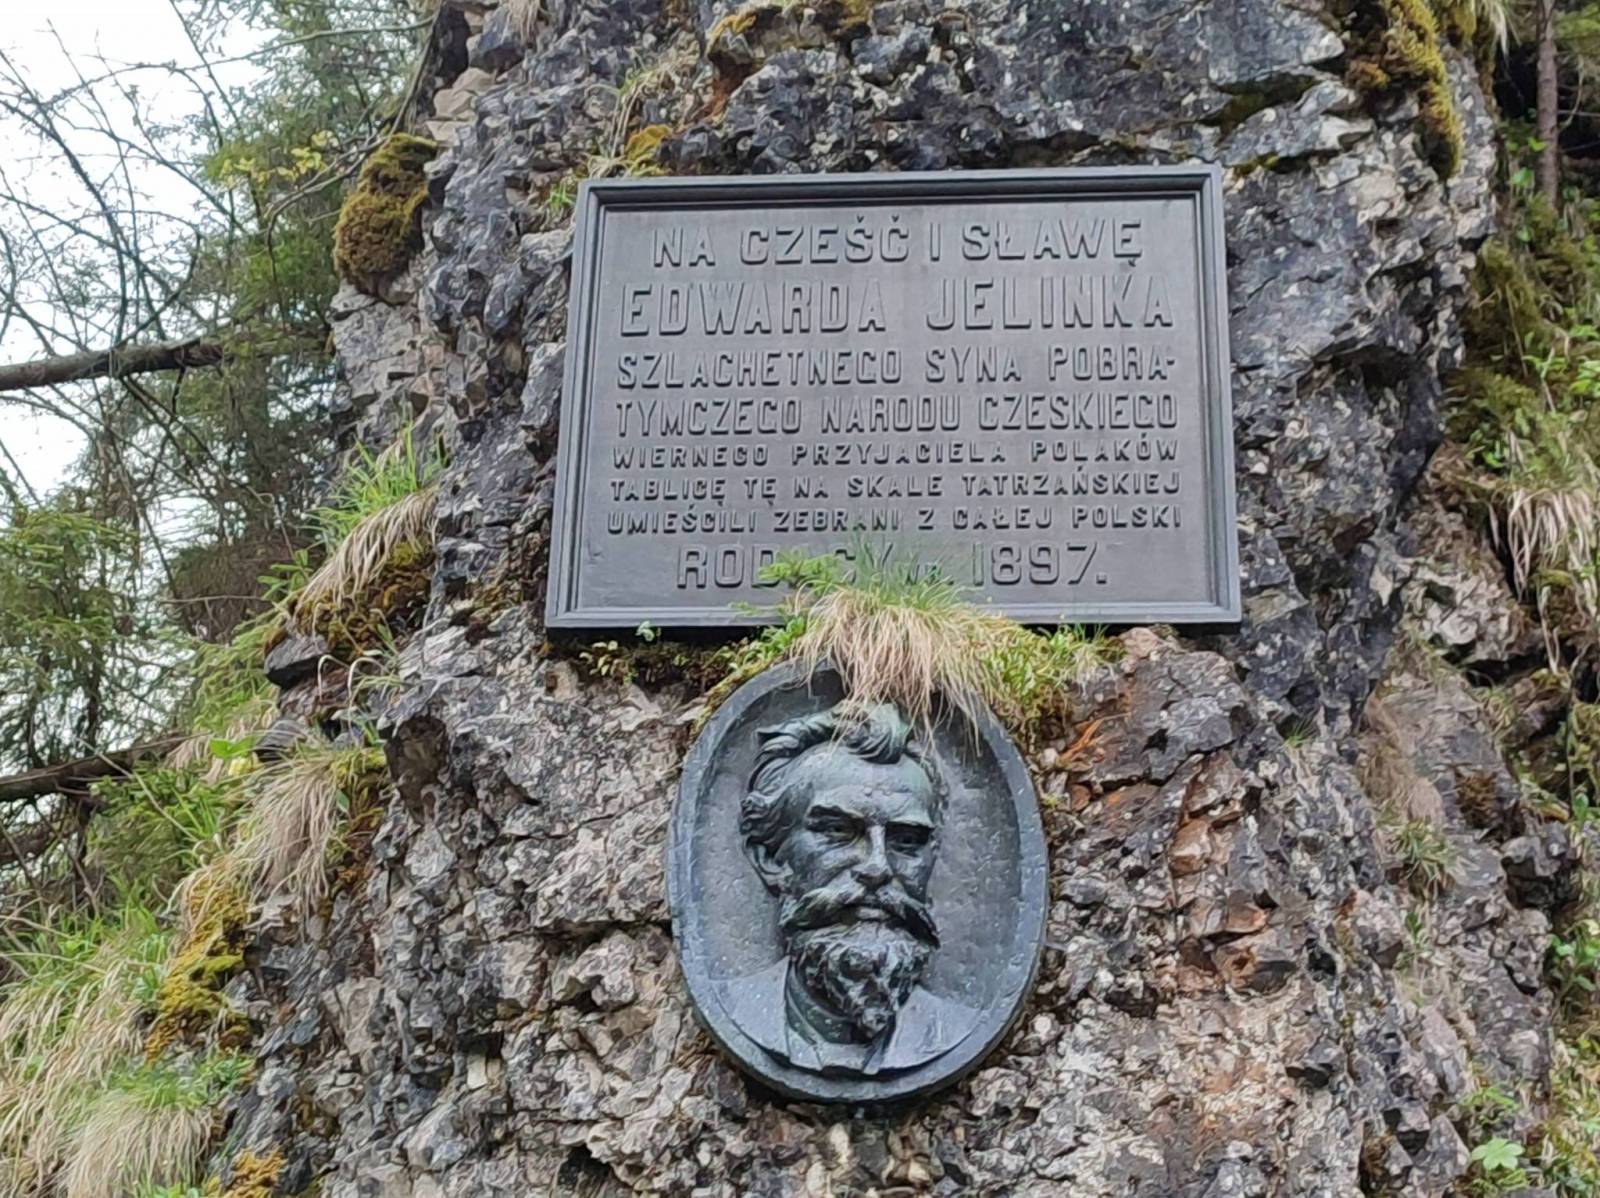 NA CZEŚĆ I SŁAWĘ
EDWARDA JELINKA
SZLACHETNEGO SYNA POBRA-
TYMCZEGO NARODU CZESKIEGO
WIERNEGO PRZYJACIELA POLAKÓW
TABLICĘ TĘ NA SKALE TATRZAŃSKIEJ
UMIEŚCILI ZEBRANI Z CAŁEJ POLSKI
RODACY 1897.